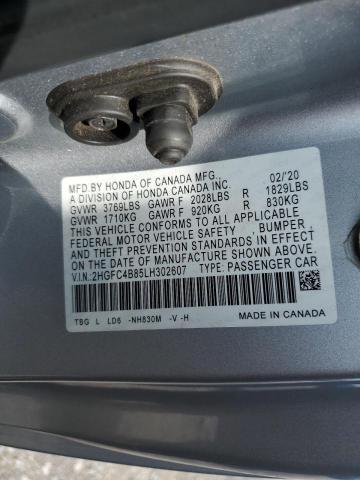 MFD.BY HONDA OF CANADA MFG., 02/'20
A DIVISION OF HONDA CANADA INC.
GVWR 3769LBS GAWR F 2028LBS R 1829LBS
GVWR 1710KG GAWR F 920KG R 830KG
THIS VEHICLE CONFORMS TO ALL APPLICABLE
FEDERAL MOTOR VEHICLE SAFETY, BUMPER
AND THEFT PREVENTION STANDARDS IN EFFECT
ON THE DATE OF MANUFACTURE SHOWN ABOVE.
V.I.N.:2HGFC4B85LH302607 TYPE: PASSENGER CAR
TBG L LD6 -NH830M -V -H
MADE IN CANADA